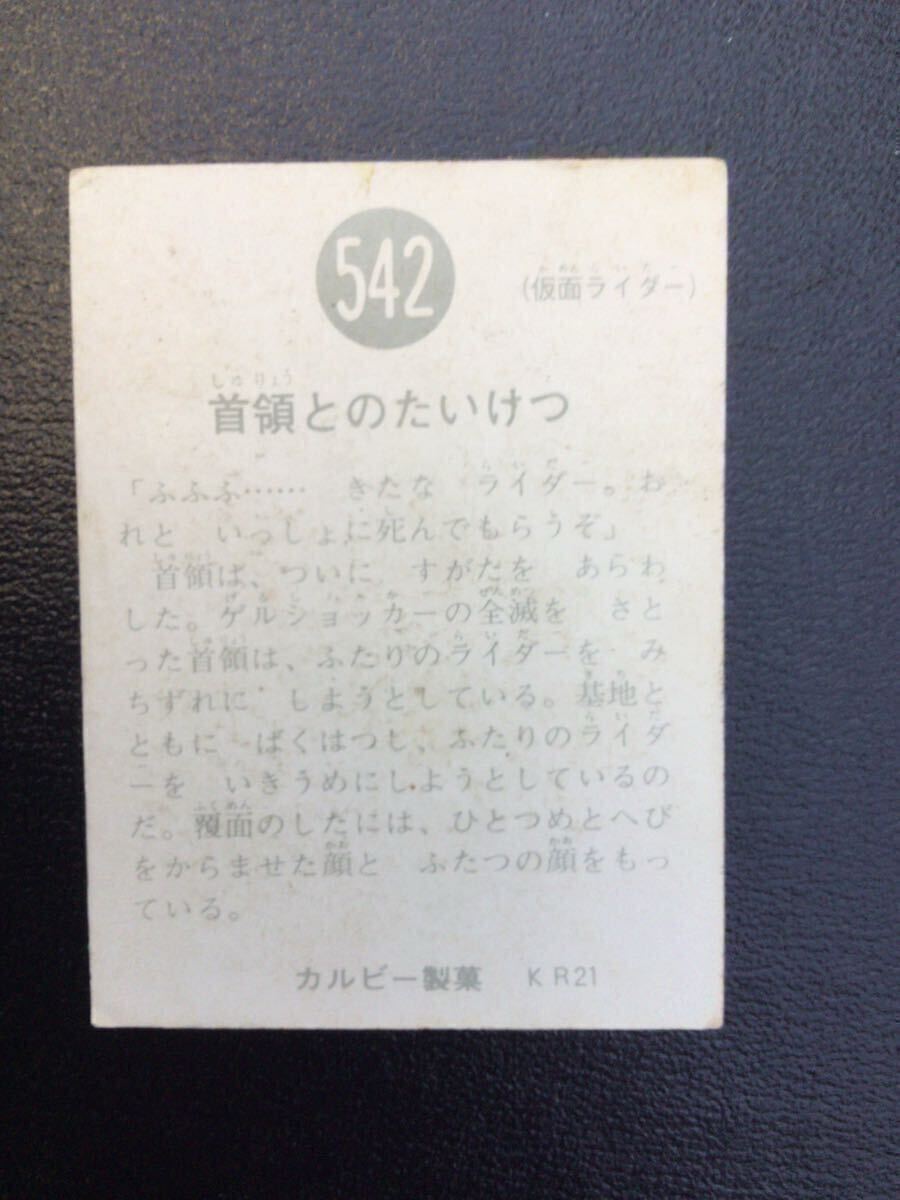 542
(仮面ライダー)
首領とのたいけつ
「ふふふ…… きたな ライダー。お
れと いっしょに死んでもらうぞ」
首領は、ついに すがたを あらわ
した。ゲルショッカーの全滅を さと
った首領は、ふたりのライダーを み
ちずれに しようとしている。基地と
ともに ばくはつし、ふたりのライダ
ーを いきうめにしようとしているの
だ。覆面のしたには、ひとつめとへび
をからませた顔と ふたつの顔をもっ
ている。
カルビー製菓 KR21